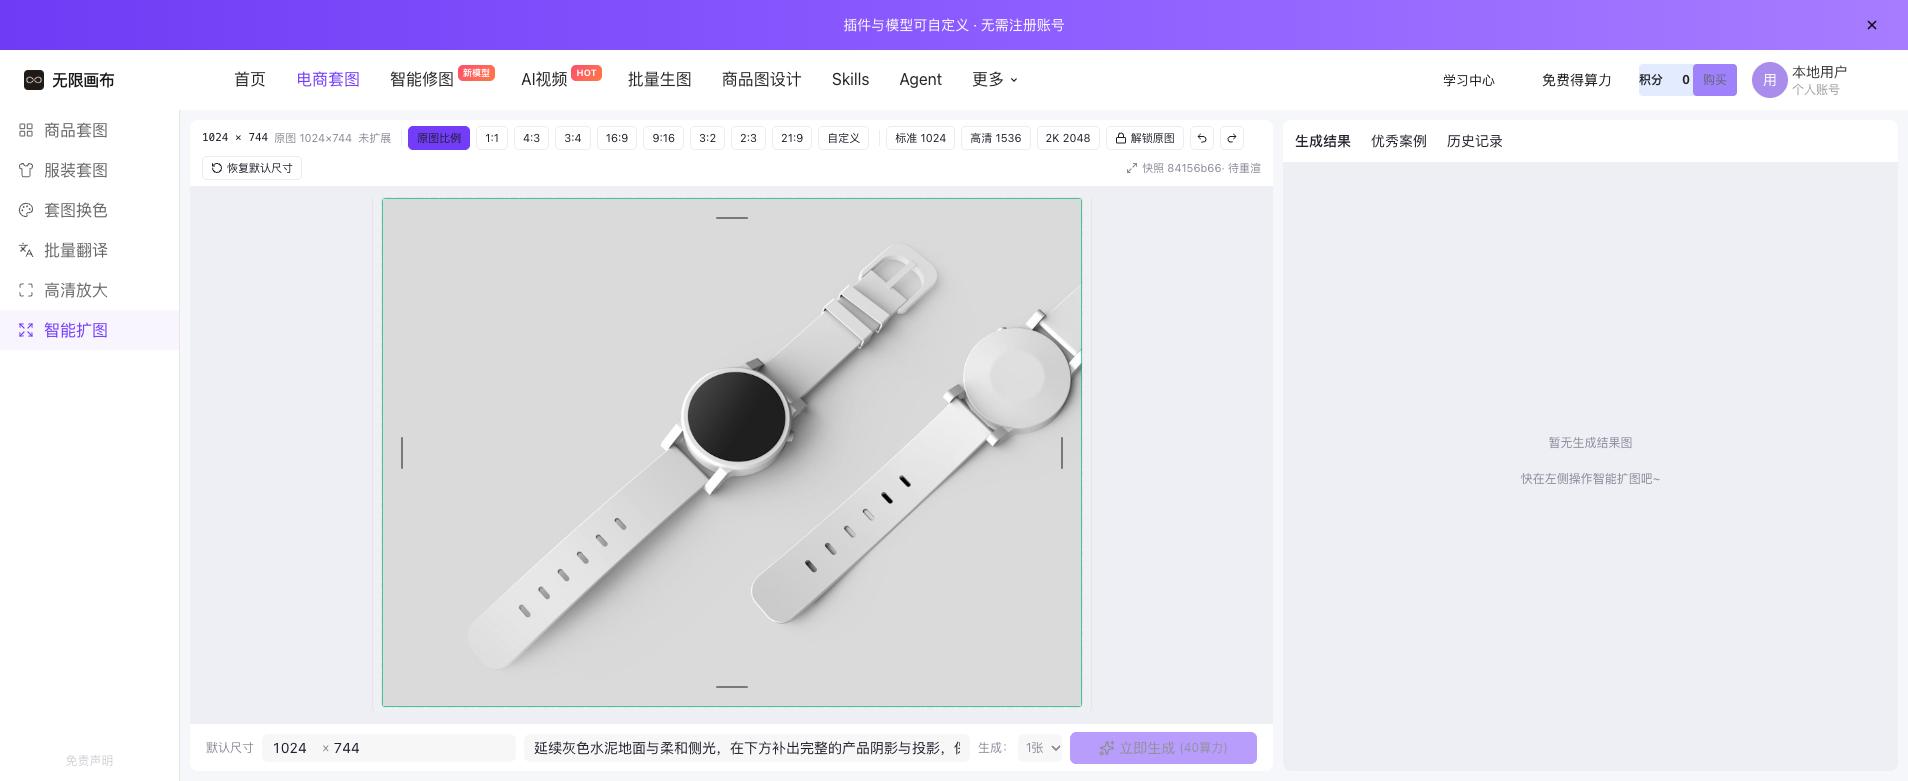 插件与模型可自定义 · 无需注册账号
无限画布
首页 电商套图 智能修图 新模型 AI视频 HOT 批量生图 商品图设计 Skills Agent 更多
学习中心 免费得算力 积分 0 购买 用 本地用户
个人账号
商品套图
服装套图
套图换色
批量翻译
高清放大
智能扩图
免责声明
1024 × 744 原图 1024×744 未扩展 原图比例 1:1 4:3 3:4 16:9 9:16 3:2 2:3 21:9 自定义 标准 1024 高清 1536 2K 2048 解锁原图
恢复默认尺寸 快照 84156b66· 待重渲
默认尺寸 1024 × 744 延续灰色水泥地面与柔和侧光，在下方补出完整的产品阴影与投影， 生成： 1张 立即生成 (40算力)
生成结果 优秀案例 历史记录
暂无生成结果图
快在左侧操作智能扩图吧~